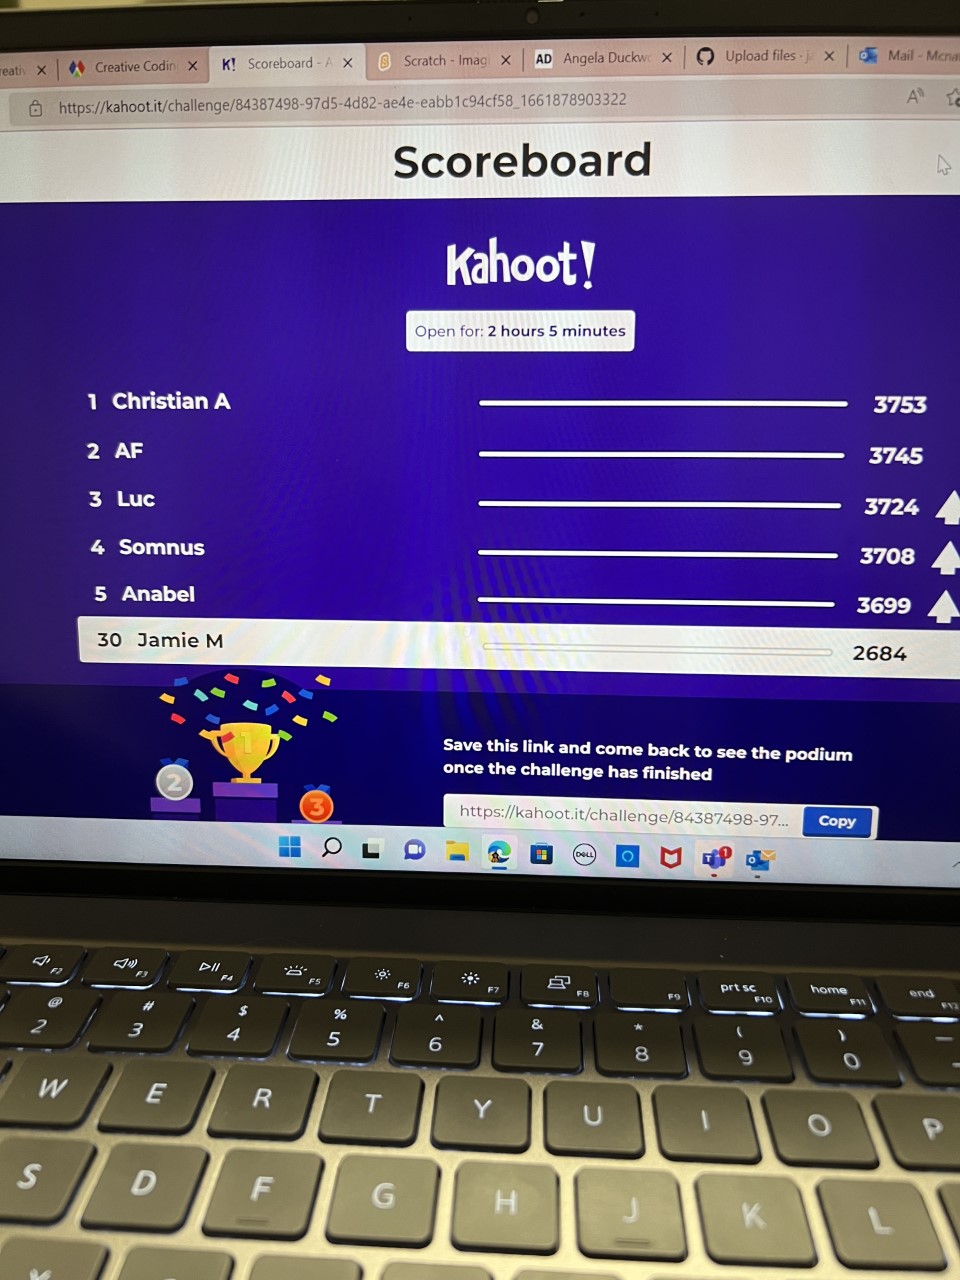 Creative Codin
K! Scoreboard - A
Scratch - Imag
AD Angela Duckwo
Upload files · j
Mail - Mcna
https://kahoot.it/challenge/84387498-97d5-4d82-ae4e-eabb1c94cf58_1661878903322
Scoreboard
Kahoot!
Open for: 2 hours 5 minutes
1 Christian A 3753
2 AF 3745
3 Luc 3724
4 Somnus 3708
5 Anabel 3699
30 Jamie M 2684
1
2
3
Save this link and come back to see the podium
once the challenge has finished
https://kahoot.it/challenge/84387498-97... Copy
DELL
1
F2 F3 F4 F5 F6 F7 F8 F9 prt sc F10 home F11 end F12
@ # $ % ^ & * ( )
2 3 4 5 6 7 8 9 0
W E R T Y U I O P
S D F G H J K L